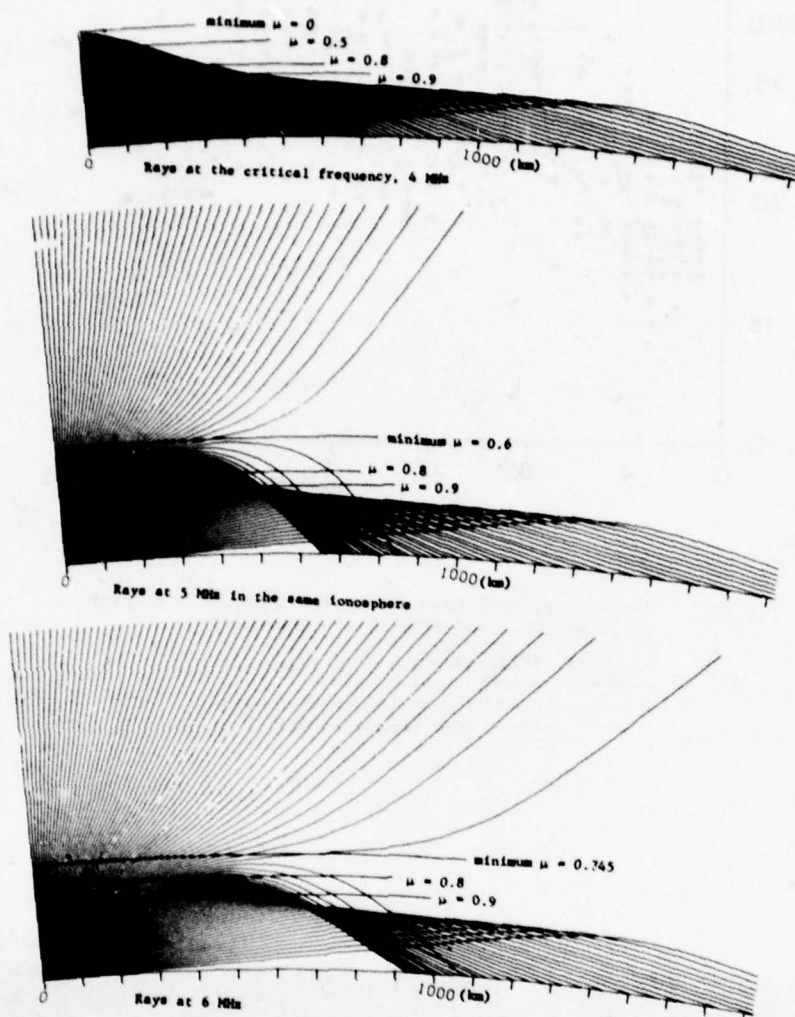 minimum μ = 0
μ = 0.5
μ = 0.8
μ = 0.9
0
1000 (km)
Rays at the critical frequency, 4 MHz
minimum μ = 0.6
μ = 0.8
μ = 0.9
0
1000 (km)
Rays at 5 MHz in the same ionosphere
minimum μ = 0.745
μ = 0.8
μ = 0.9
0
1000 (km)
Rays at 6 MHz